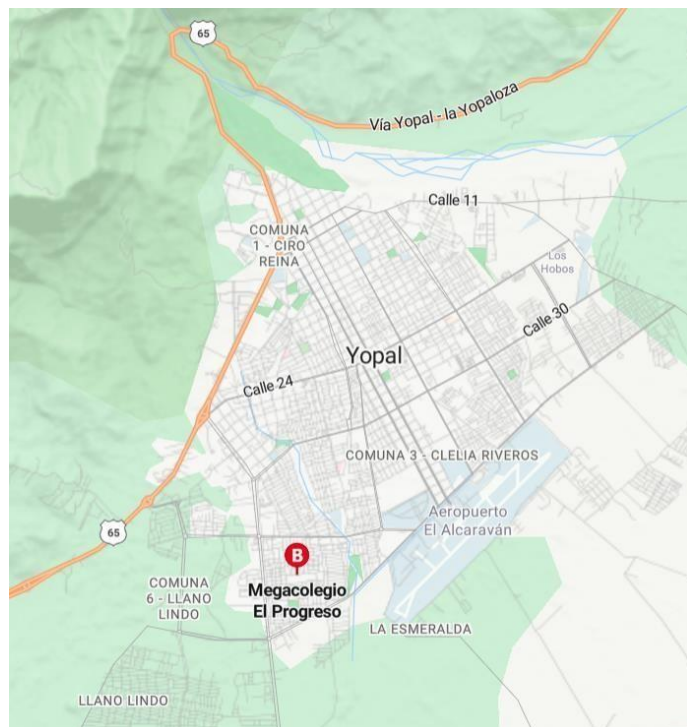 65
Vía Yopal - la Yopaloza
Calle 11
COMUNA
1 - CIRO
REINA
Los
Hobos
Calle 30
Yopal
Calle 24
COMUNA 3 - CLELIA RIVEROS
Aeropuerto
El Alcaraván
65
B
Megacolegio
El Progreso
COMUNA
6 - LLANO
LINDO
LA ESMERALDA
LLANO LINDO